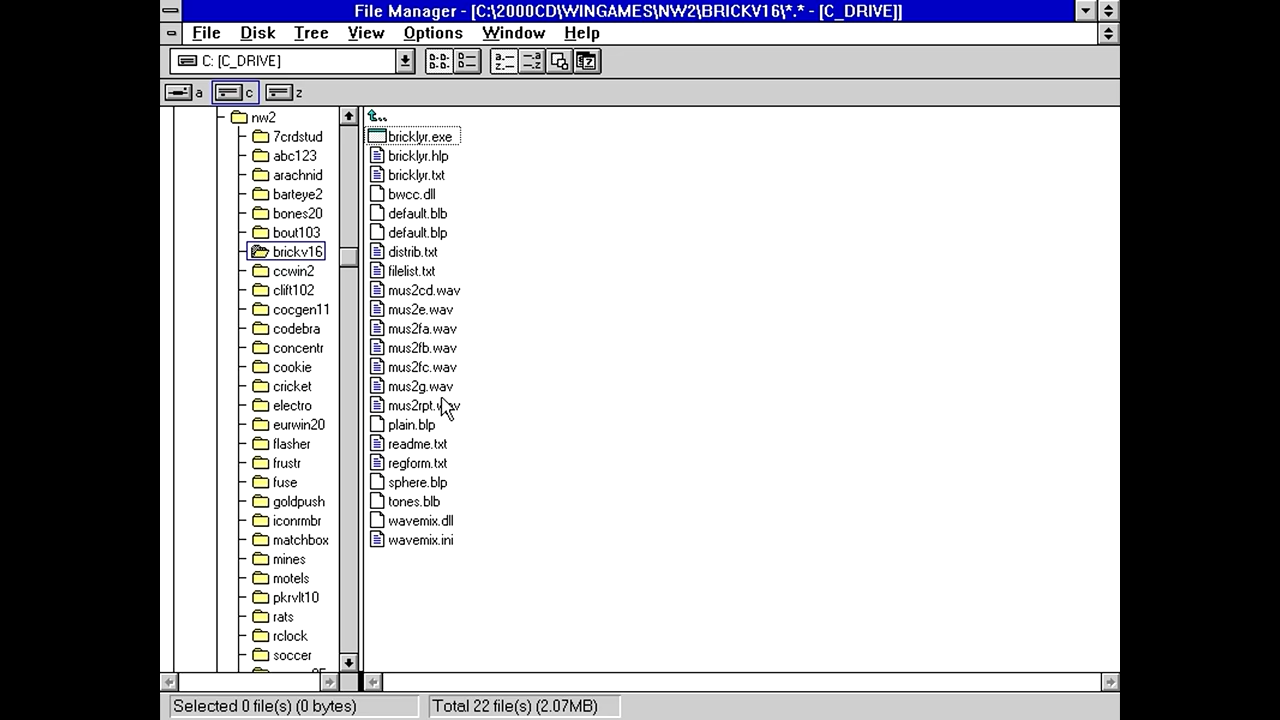 File Manager - [C:\2000CD\WINGAMES\NW2\BRICKV16\*.* - [C_DRIVE]]
File Disk Tree View Options Window Help
C: [C_DRIVE]
a c z
nw2
7crdstud
abc123
arachnid
barteye2
bones20
bout103
brickv16
ccwin2
clift102
cocgen11
codebra
concentr
cookie
cricket
electro
eurwin20
flasher
frustr
fuse
goldpush
iconrmbr
matchbox
mines
motels
pkrvlt10
rats
rclock
soccer
bricklyr.exe
bricklyr.hlp
bricklyr.txt
bwcc.dll
default.blb
default.blp
distrib.txt
filelist.txt
mus2cd.wav
mus2e.wav
mus2fa.wav
mus2fb.wav
mus2fc.wav
mus2g.wav
mus2rpt.wav
plain.blp
readme.txt
regform.txt
sphere.blp
tones.blb
wavemix.dll
wavemix.ini
Selected 0 file(s) (0 bytes)
Total 22 file(s) (2.07MB)